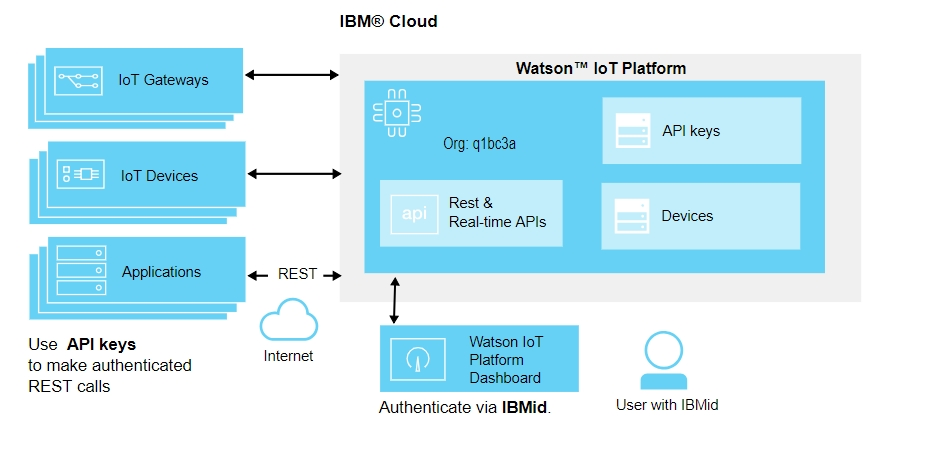 IBM® Cloud
IoT Gateways
Watson™ IoT Platform
Org: q1bc3a
API keys
IoT Devices
api
Rest &
Real-time APIs
Devices
Applications
REST
Internet
Use API keys
to make authenticated
REST calls
Watson IoT
Platform
Dashboard
Authenticate via IBMid.
User with IBMid